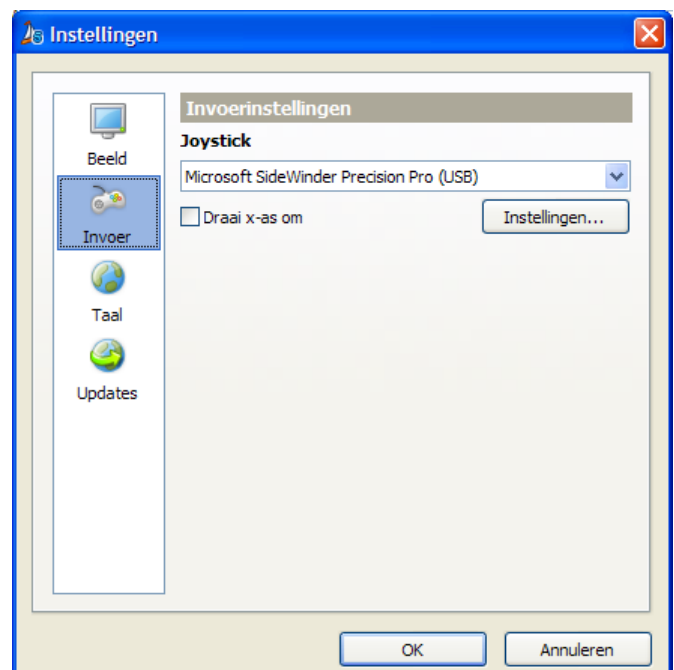 Instellingen
Invoerinstellingen
Joystick
Beeld
Microsoft SideWinder Precision Pro (USB)
Draai x-as om
Instellingen...
Invoer
Taal
Updates
OK
Annuleren